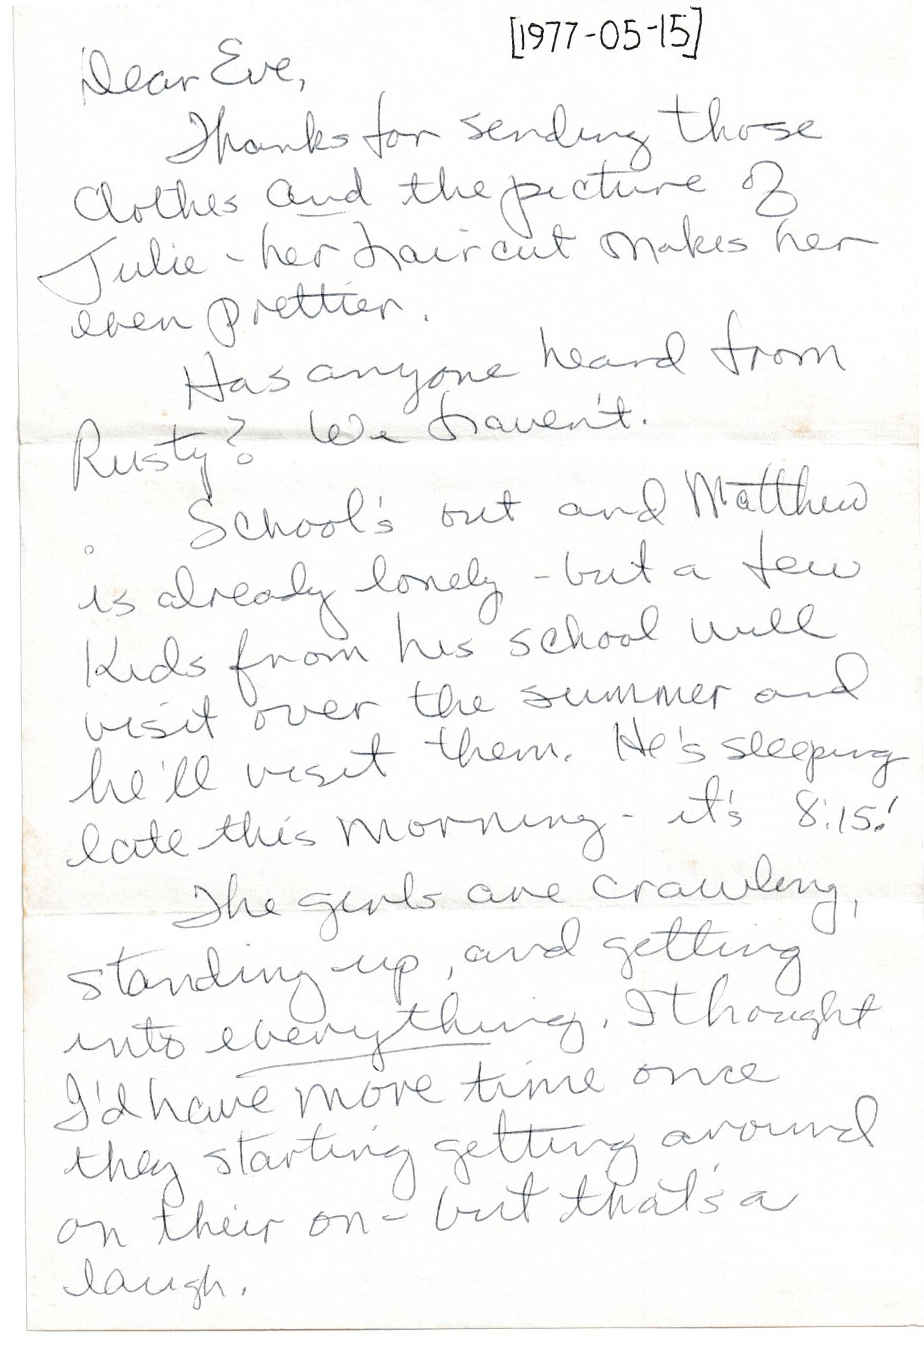 [1977-05-15]
Dear Eve,
Thanks for sending those
clothes and the picture of
Julie - her haircut makes her
even prettier.
Has anyone heard from
Rusty? We haven't.
School's out and Matthew
is already lonely - but a few
kids from his school will
visit over the summer and
he'll visit them. He's sleeping
late this morning - it's 8:15!
The girls are crawling,
standing up, and getting
into everything. I thought
I'd have more time once
they starting getting around
on their on - but that's a
laugh.